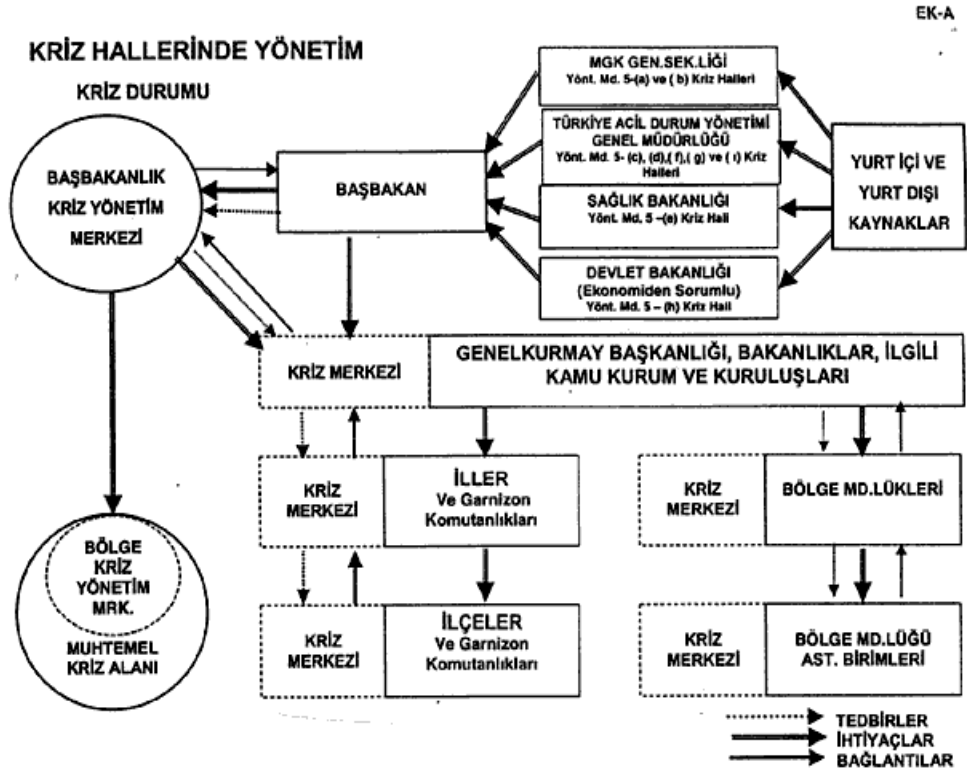 EK-A
KRİZ HALLERİNDE YÖNETİM
KRİZ DURUMU
BAŞBAKANLIK
KRİZ YÖNETİM
MERKEZİ
BAŞBAKAN
MGK GEN.SEK.LİĞİ
Yönt. Md. 5-(a) ve ( b) Kriz Halleri
TÜRKİYE ACİL DURUM YÖNETİMİ
GENEL MÜDÜRLÜĞÜ
Yönt. Md. 5- (c), (d),( f),( g) ve ( ı) Kriz
Halleri
SAĞLIK BAKANLIĞI
Yönt. Md. 5 –(e) Kriz Hali
DEVLET BAKANLIĞI
(Ekonomiden Sorumlu)
Yönt. Md. 5 – (h) Kriz Hali
YURT İÇİ VE
YURT DIŞI
KAYNAKLAR
KRİZ MERKEZİ
GENELKURMAY BAŞKANLIĞI, BAKANLIKLAR, İLGİLİ
KAMU KURUM VE KURULUŞLARI
KRİZ
MERKEZİ
İLLER
Ve Garnizon
Komutanlıkları
KRİZ
MERKEZİ
BÖLGE MD.LÜKLERİ
BÖLGE
KRİZ
YÖNETİM
MRK.
MUHTEMEL
KRİZ ALANI
KRİZ
MERKEZİ
İLÇELER
Ve Garnizon
Komutanlıkları
KRİZ
MERKEZİ
BÖLGE MD.LÜĞÜ
AST. BİRİMLERİ
TEDBİRLER
İHTİYAÇLAR
BAĞLANTILAR